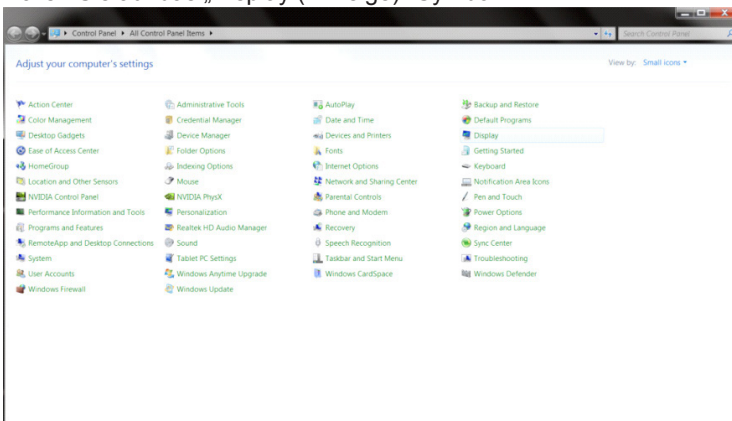 „Display
Control Panel ▸ All Control Panel Items ▸
Search Control Panel
Adjust your computer's settings
View by: Small icons
Action Center Administrative Tools AutoPlay Backup and Restore
Color Management Credential Manager Date and Time Default Programs
Desktop Gadgets Device Manager Devices and Printers Display
Ease of Access Center Folder Options Fonts Getting Started
HomeGroup Indexing Options Internet Options Keyboard
Location and Other Sensors Mouse Network and Sharing Center Notification Area Icons
NVIDIA Control Panel NVIDIA PhysX Parental Controls Pen and Touch
Performance Information and Tools Personalization Phone and Modem Power Options
Programs and Features Realtek HD Audio Manager Recovery Region and Language
RemoteApp and Desktop Connections Sound Speech Recognition Sync Center
System Tablet PC Settings Taskbar and Start Menu Troubleshooting
User Accounts Windows Anytime Upgrade Windows CardSpace Windows Defender
Windows Firewall Windows Update